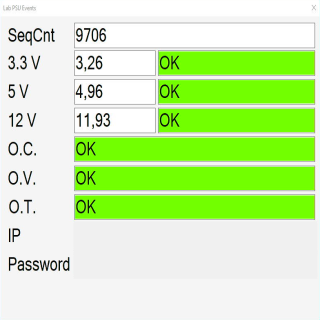 Lab PSU Events X
SeqCnt 9706
3.3 V 3,26 OK
5 V 4,96 OK
12 V 11,93 OK
O.C. OK
O.V. OK
O.T. OK
IP
Password